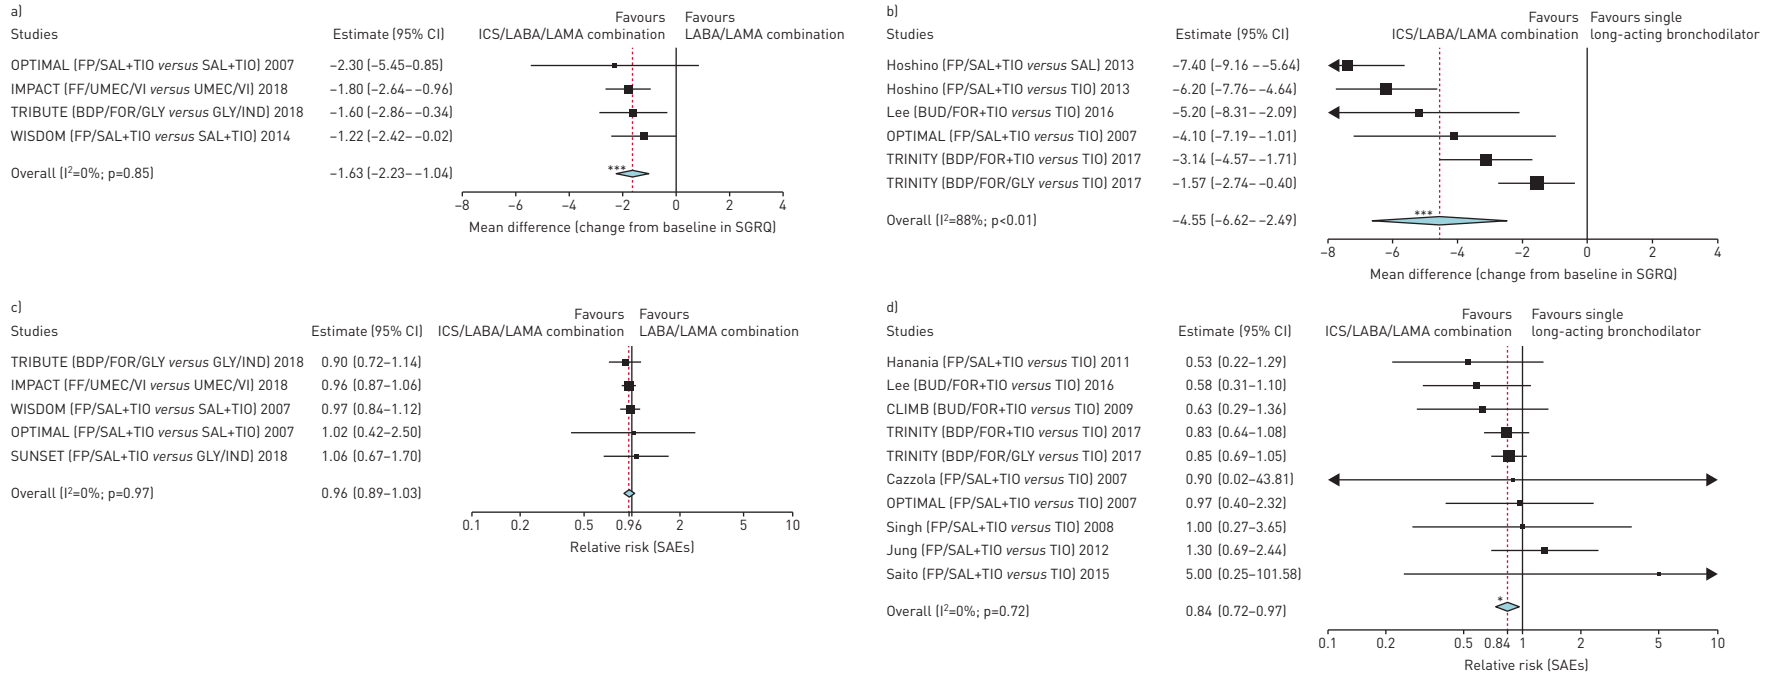 a)
Favours Favours
Studies Estimate (95% CI) ICS/LABA/LAMA combination LABA/LAMA combination
OPTIMAL (FP/SAL+TIO versus SAL+TIO) 2007 −2.30 (−5.45–0.85)
IMPACT (FF/UMEC/VI versus UMEC/VI) 2018 −1.80 (−2.64– −0.96)
TRIBUTE (BDP/FOR/GLY versus GLY/IND) 2018 −1.60 (−2.86– −0.34)
WISDOM (FP/SAL+TIO versus SAL+TIO) 2014 −1.22 (−2.42– −0.02)
Overall (I²=0%; p=0.85) −1.63 (−2.23– −1.04) ***
−8 −6 −4 −2 0 2 4
Mean difference (change from baseline in SGRQ)
b)
Favours Favours single
Studies Estimate (95% CI) ICS/LABA/LAMA combination long-acting bronchodilator
Hoshino (FP/SAL+TIO versus SAL) 2013 −7.40 (−9.16 – −5.64)
Hoshino (FP/SAL+TIO versus TIO) 2013 −6.20 (−7.76– −4.64)
Lee (BUD/FOR+TIO versus TIO) 2016 −5.20 (−8.31– −2.09)
OPTIMAL (FP/SAL+TIO versus TIO) 2007 −4.10 (−7.19– −1.01)
TRINITY (BDP/FOR+TIO versus TIO) 2017 −3.14 (−4.57– −1.71)
TRINITY (BDP/FOR/GLY versus TIO) 2017 −1.57 (−2.74– −0.40)
Overall (I²=88%; p<0.01) −4.55 (−6.62– −2.49) ***
−8 −6 −4 −2 0 2 4
Mean difference (change from baseline in SGRQ)
c)
Favours Favours
Studies Estimate (95% CI) ICS/LABA/LAMA combination LABA/LAMA combination
TRIBUTE (BDP/FOR/GLY versus GLY/IND) 2018 0.90 (0.72–1.14)
IMPACT (FF/UMEC/VI versus UMEC/VI) 2018 0.96 (0.87–1.06)
WISDOM (FP/SAL+TIO versus SAL+TIO) 2007 0.97 (0.84–1.12)
OPTIMAL (FP/SAL+TIO versus SAL+TIO) 2007 1.02 (0.42–2.50)
SUNSET (FP/SAL+TIO versus GLY/IND) 2018 1.06 (0.67–1.70)
Overall (I²=0%; p=0.97) 0.96 (0.89–1.03)
0.1 0.2 0.5 0.96 2 5 10
Relative risk (SAEs)
d)
Favours Favours single
Studies Estimate (95% CI) ICS/LABA/LAMA combination long-acting bronchodilator
Hanania (FP/SAL+TIO versus TIO) 2011 0.53 (0.22–1.29)
Lee (BUD/FOR+TIO versus TIO) 2016 0.58 (0.31–1.10)
CLIMB (BUD/FOR+TIO versus TIO) 2009 0.63 (0.29–1.36)
TRINITY (BDP/FOR+TIO versus TIO) 2017 0.83 (0.64–1.08)
TRINITY (BDP/FOR/GLY versus TIO) 2017 0.85 (0.69–1.05)
Cazzola (FP/SAL+TIO versus TIO) 2007 0.90 (0.02–43.81)
OPTIMAL (FP/SAL+TIO versus TIO) 2007 0.97 (0.40–2.32)
Singh (FP/SAL+TIO versus TIO) 2008 1.00 (0.27–3.65)
Jung (FP/SAL+TIO versus TIO) 2012 1.30 (0.69–2.44)
Saito (FP/SAL+TIO versus TIO) 2015 5.00 (0.25–101.58)
Overall (I²=0%; p=0.72) 0.84 (0.72–0.97) *
0.1 0.2 0.5 0.84 1 2 5 10
Relative risk (SAEs)